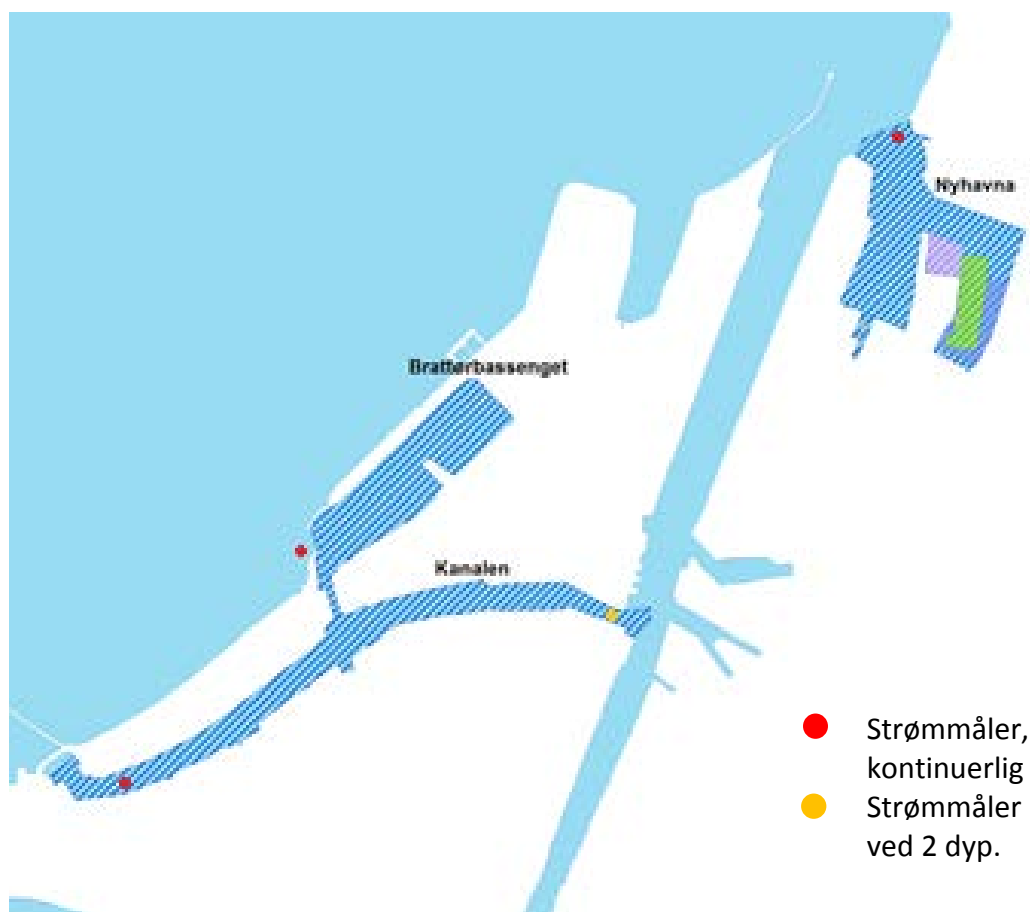 Nyhavna
Brattørbassenget
Kanalen
Strømmåler,
kontinuerlig
Strømmåler
ved 2 dyp.